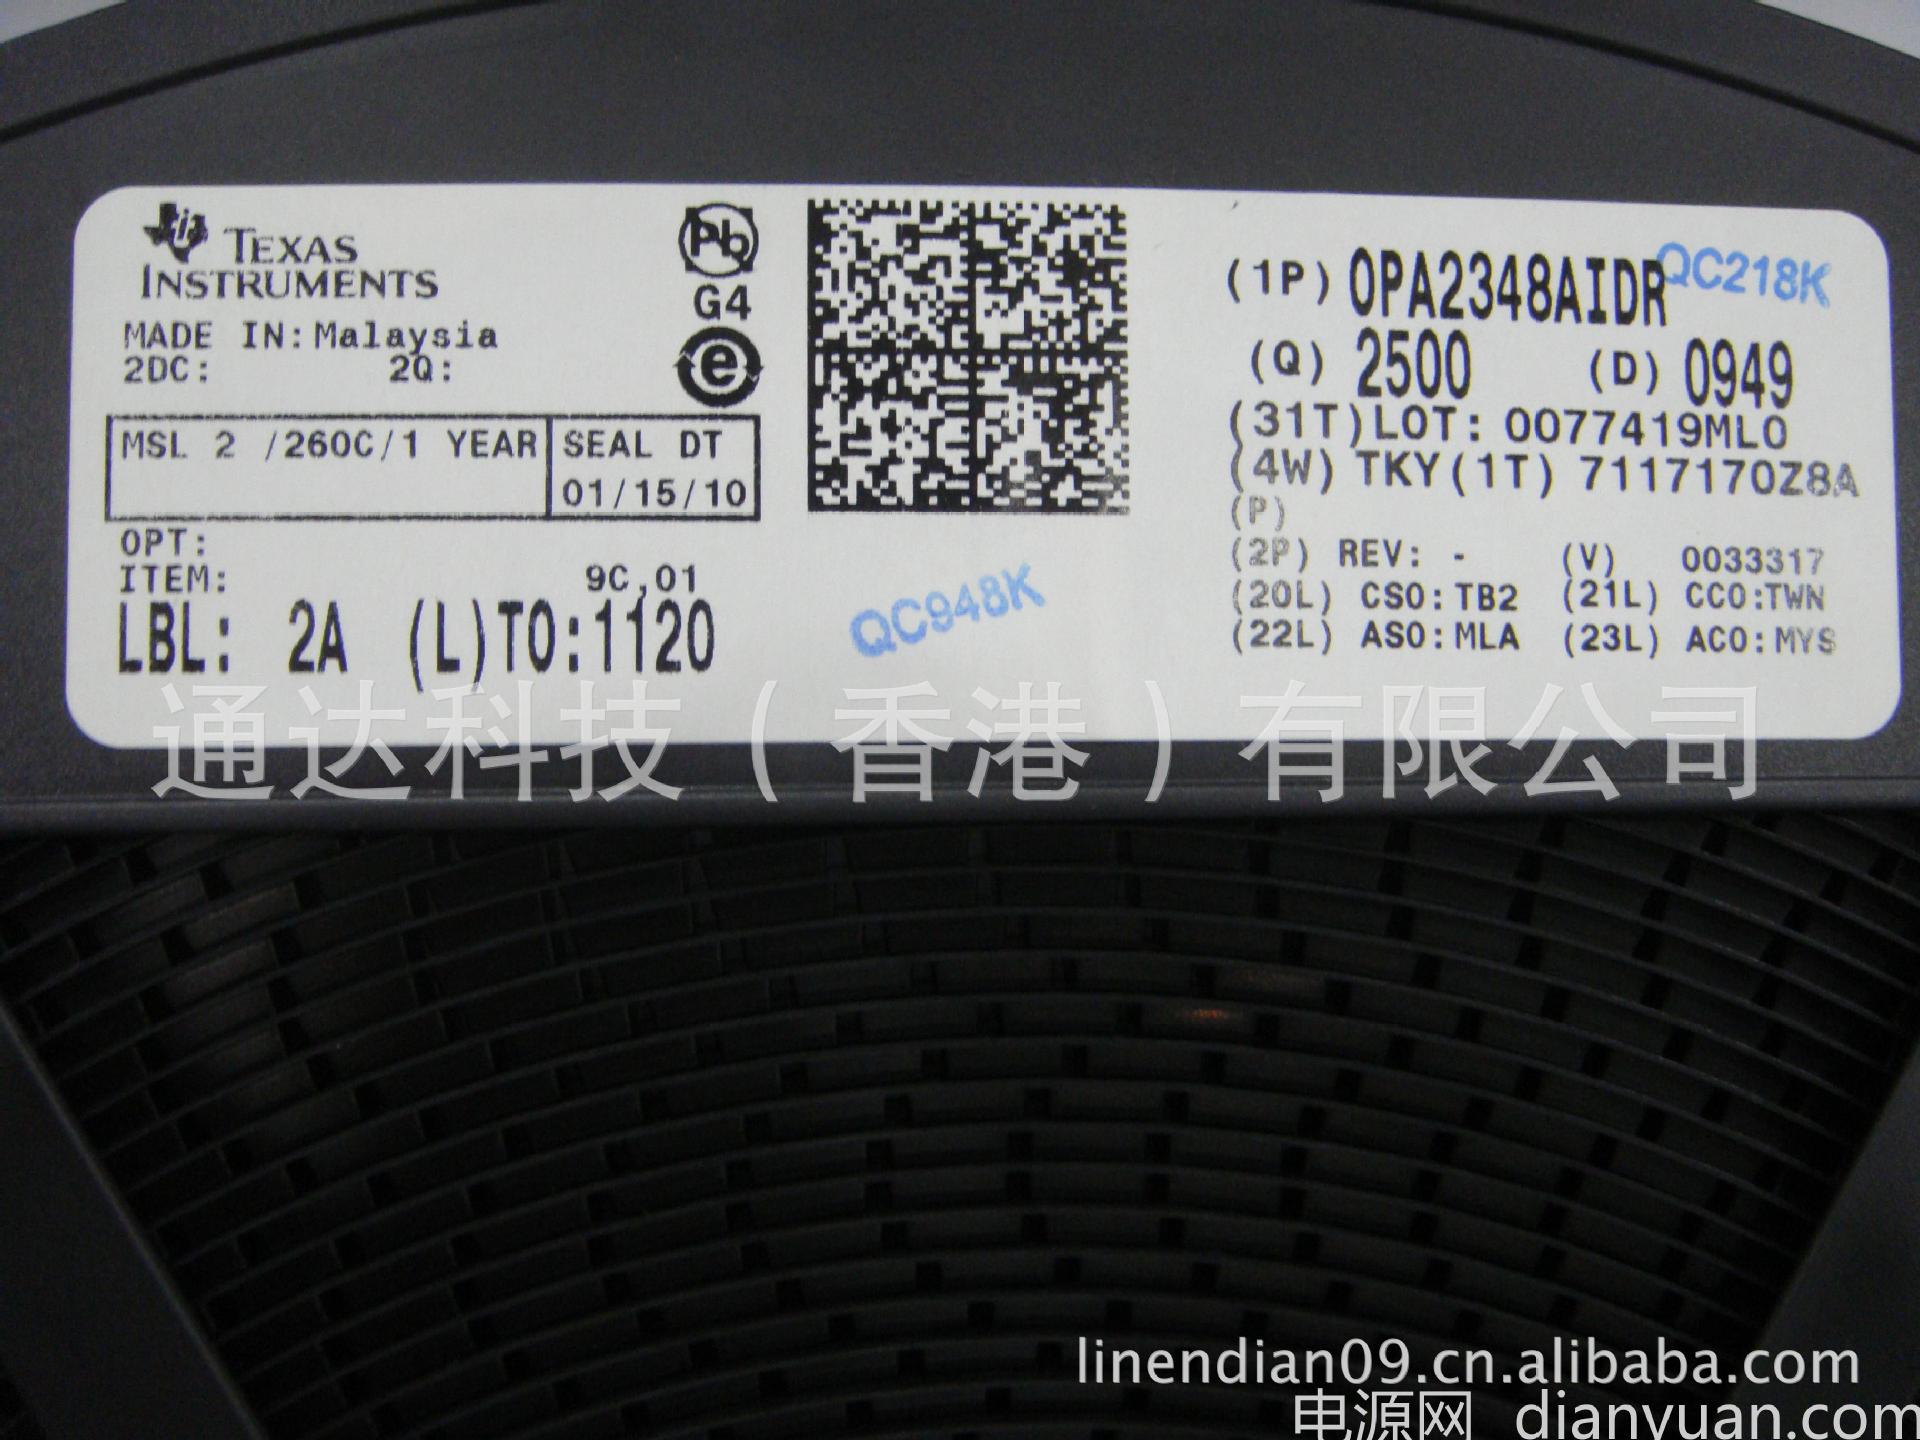 TEXAS
INSTRUMENTS
Pb
G4
e
MADE IN: Malaysia
2DC: 2Q:
MSL 2 /260C/1 YEAR
SEAL DT
01/15/10
OPT:
ITEM: 9C,01
LBL: 2A (L)TO:1120
QC948K
(1P) OPA2348AIDR
QC218K
(Q) 2500 (D) 0949
(31T)LOT: 0077419MLO
(4W) TKY(1T) 7117170Z8A
(P)
(2P) REV: - (V) 0033317
(20L) CSO:TB2 (21L) CCO:TWN
(22L) ASO:MLA (23L) ACO:MYS
通达科技（香港）有限公司
linendian09.cn.alibaba.com
电源网 dianyuan.com